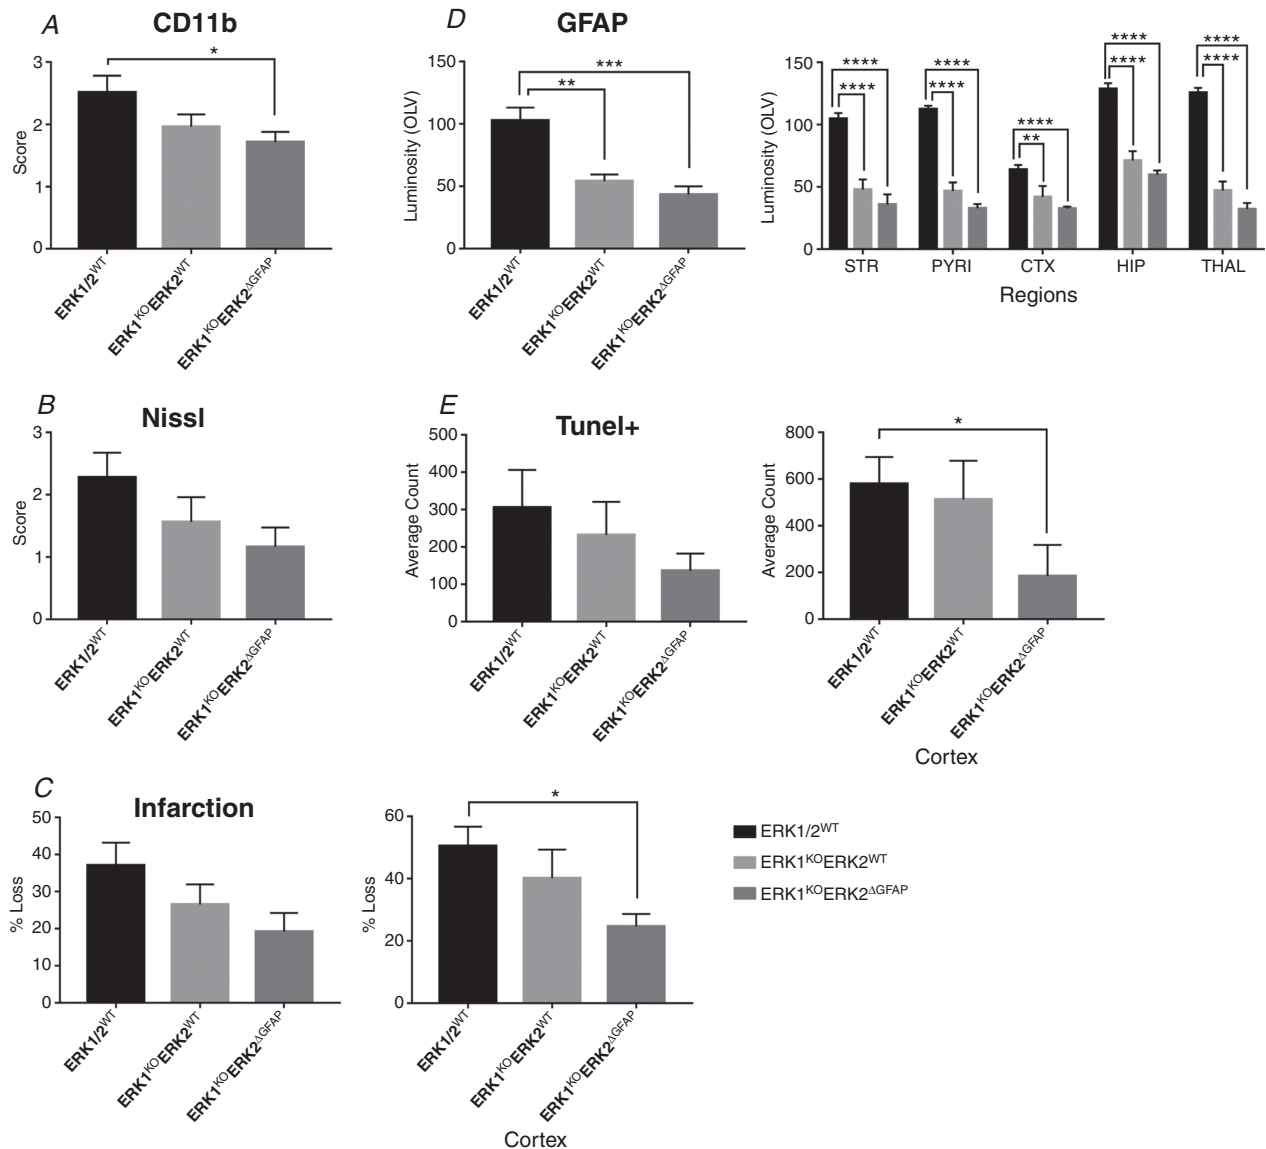 A CD11b
*
3
2
1
0
Score
ERK1/2WT
ERK1KOERK2WT
ERK1KOERK2ΔGFAP
D GFAP
***
**
150
100
50
0
Luminosity (OLV)
ERK1/2WT
ERK1KOERK2WT
ERK1KOERK2ΔGFAP
**** **** **** **** ****
**** **** ** **** ****
150
100
50
0
Luminosity (OLV)
STR PYRI CTX HIP THAL
Regions
B Nissl
3
2
1
0
Score
ERK1/2WT
ERK1KOERK2WT
ERK1KOERK2ΔGFAP
E Tunel+
500
400
300
200
100
0
Average Count
ERK1/2WT
ERK1KOERK2WT
ERK1KOERK2ΔGFAP
*
800
600
400
200
0
Average Count
ERK1/2WT
ERK1KOERK2WT
ERK1KOERK2ΔGFAP
Cortex
C Infarction
50
40
30
20
10
0
% Loss
ERK1/2WT
ERK1KOERK2WT
ERK1KOERK2ΔGFAP
*
60
40
20
0
% Loss
ERK1/2WT
ERK1KOERK2WT
ERK1KOERK2ΔGFAP
Cortex
ERK1/2WT
ERK1KOERK2WT
ERK1KOERK2ΔGFAP